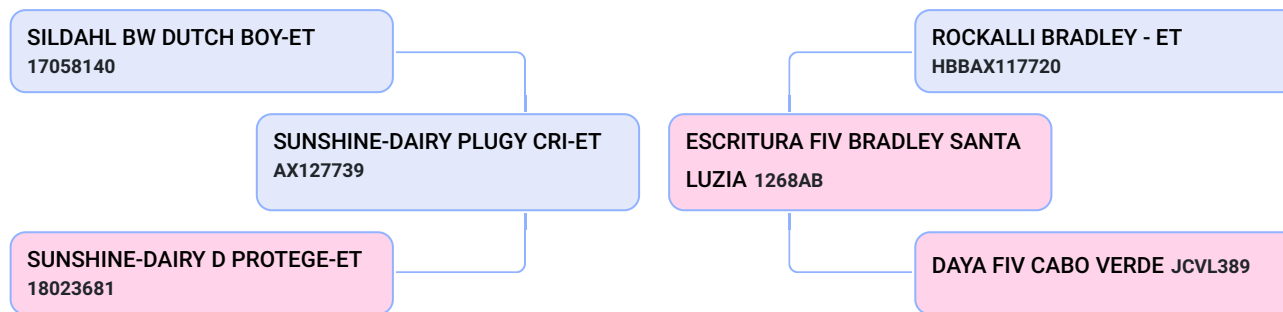 SILDAHL BW DUTCH BOY-ET
17058140
SUNSHINE-DAIRY PLUGY CRI-ET
AX127739
SUNSHINE-DAIRY D PROTEGE-ET
18023681
ROCKALLI BRADLEY - ET
HBBAX117720
ESCRITURA FIV BRADLEY SANTA
LUZIA 1268AB
DAYA FIV CABO VERDE JCVL389